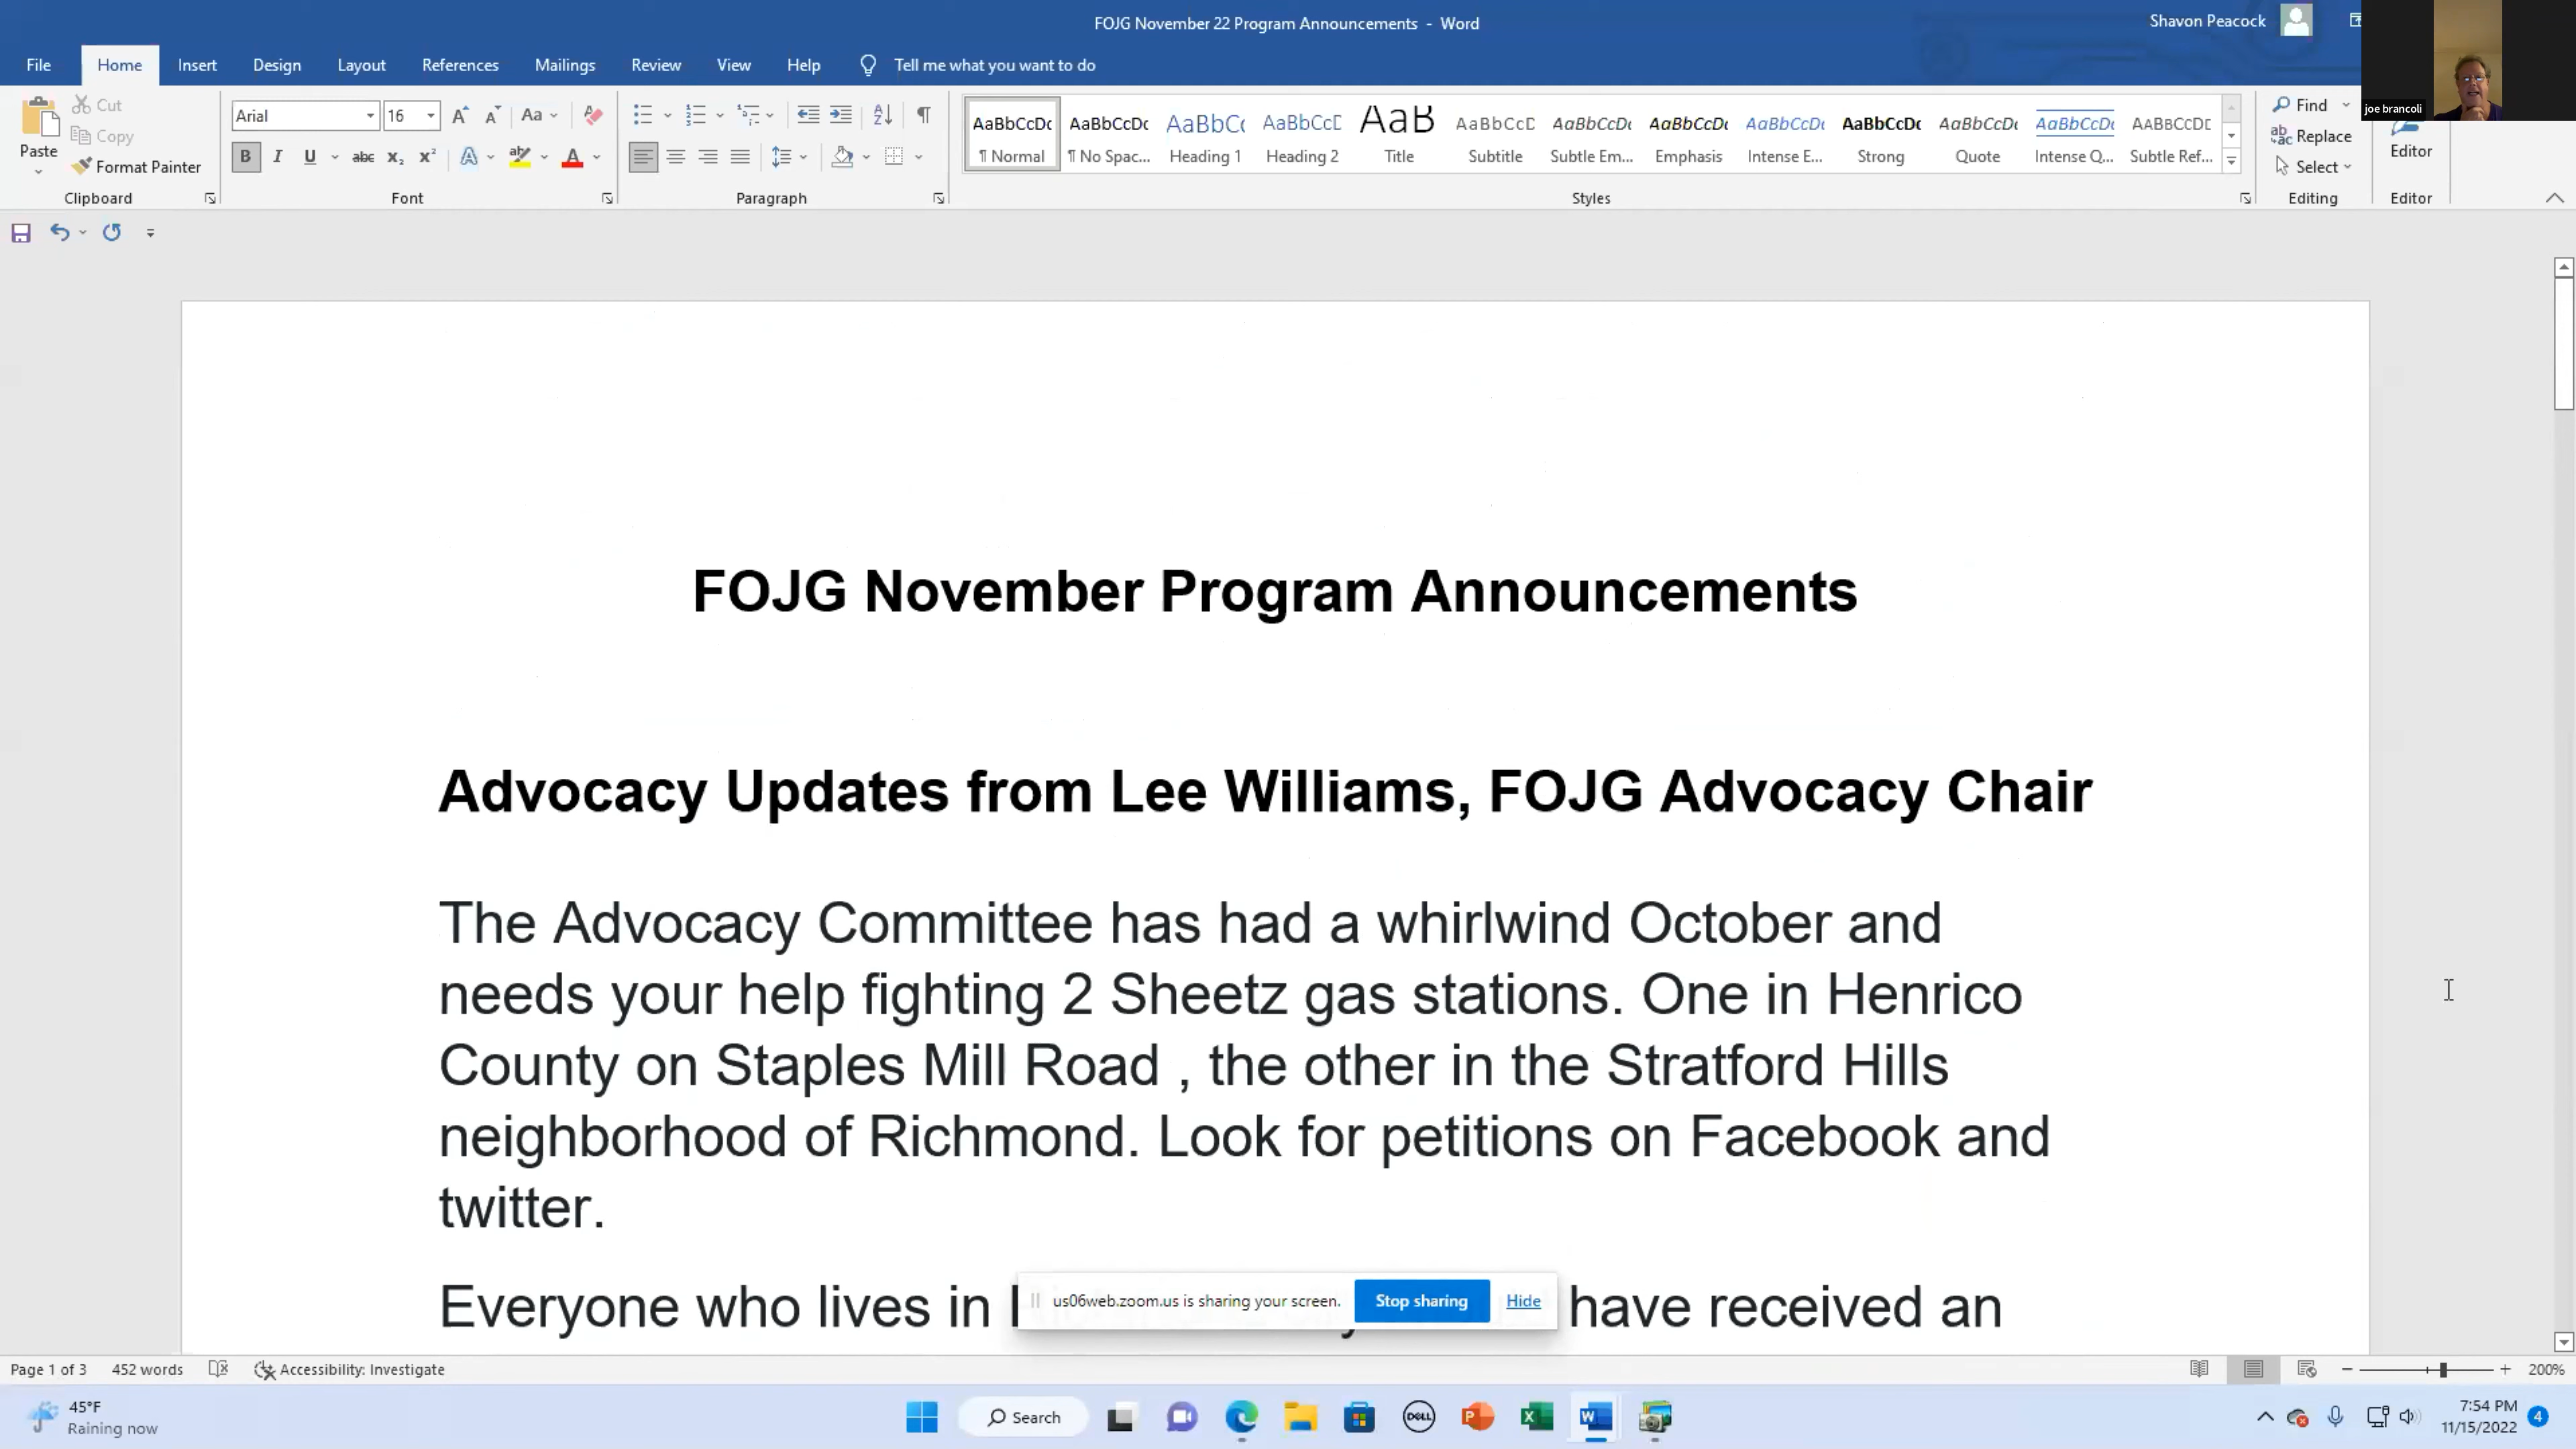 FOJG November 22 Program Announcements - Word
Shavon Peacock
joe brancoli
File Home Insert Design Layout References Mailings Review View Help Tell me what you want to do
Paste
Cut
Copy
Format Painter
Clipboard
Arial 16
Font
Paragraph
AaBbCcDc AaBbCcDc AaBbCc AaBbCcD AaB AaBbCcD AaBbCcDc AaBbCcDc AaBbCcDc AaBbCcDc AaBbCcDc AaBbCcDc AaBbCcDd
¶ Normal ¶ No Spac... Heading 1 Heading 2 Title Subtitle Subtle Em... Emphasis Intense E... Strong Quote Intense Q... Subtle Ref...
Styles
Find
Replace
Select
Editing
Editor
Editor
FOJG November Program Announcements
Advocacy Updates from Lee Williams, FOJG Advocacy Chair
The Advocacy Committee has had a whirlwind October and
needs your help fighting 2 Sheetz gas stations. One in Henrico
County on Staples Mill Road , the other in the Stratford Hills
neighborhood of Richmond. Look for petitions on Facebook and
twitter.
Everyone who lives in have received an
us06web.zoom.us is sharing your screen. Stop sharing Hide
Page 1 of 3 452 words Accessibility: Investigate 200%
45°F
Raining now
Search
DELL
7:54 PM
11/15/2022
4